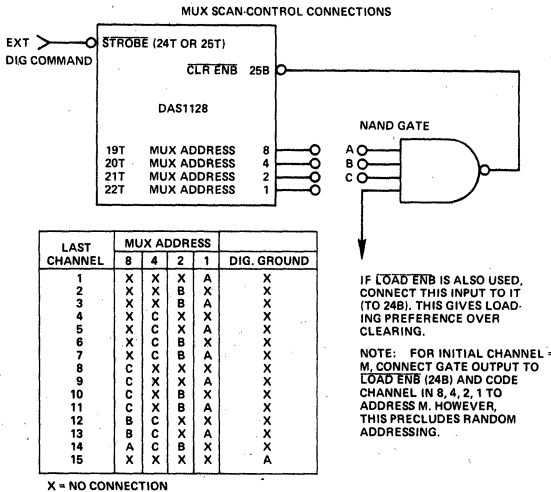 MUX SCAN-CONTROL CONNECTIONS
EXT
DIG COMMAND
STROBE (24T OR 25T)
CLR ENB 25B
DAS1128
19T MUX ADDRESS 8
20T MUX ADDRESS 4
21T MUX ADDRESS 2
22T MUX ADDRESS 1
NAND GATE
A
B
C
LAST CHANNEL MUX ADDRESS
8 4 2 1 DIG. GROUND
1 X X X A X
2 X X B X X
3 X X B A X
4 X C X X X
5 X C X A X
6 X C B X X
7 X C B A X
8 C X X X X
9 C X X A X
10 C X B X X
11 C X B A X
12 B C X X X
13 B C X A X
14 A C B X X
15 X X X X A
X = NO CONNECTION
IF LOAD ENB IS ALSO USED,
CONNECT THIS INPUT TO IT
(TO 24B). THIS GIVES LOAD-
ING PREFERENCE OVER
CLEARING.
NOTE: FOR INITIAL CHANNEL =
M, CONNECT GATE OUTPUT TO
LOAD ENB (24B) AND CODE
CHANNEL IN 8, 4, 2, 1 TO
ADDRESS M. HOWEVER,
THIS PRECLUDES RANDOM
ADDRESSING.